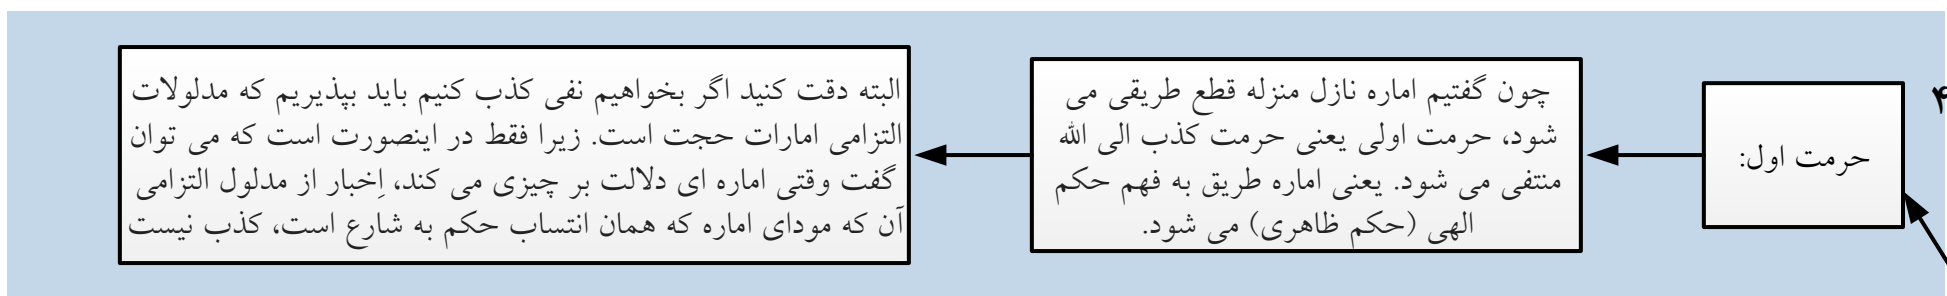 ۴
حرمت اول:
چون گفتیم اماره نازل منزله قطع طریقی می
شود، حرمت اولی یعنی حرمت کذب الی الله
منتفی می شود. یعنی اماره طریق به فهم حکم
الهی (حکم ظاهری) می شود.
البته دقت کنید اگر بخواهیم نفی کذب کنیم باید بپذیریم که مدلولات
التزامی امارات حجت است. زیرا فقط در اینصورت است که می توان
گفت وقتی اماره ای دلالت بر چیزی می کند، اِخبار از مدلول التزامی
آن که مودای اماره که همان انتساب حکم به شارع است، کذب نیست